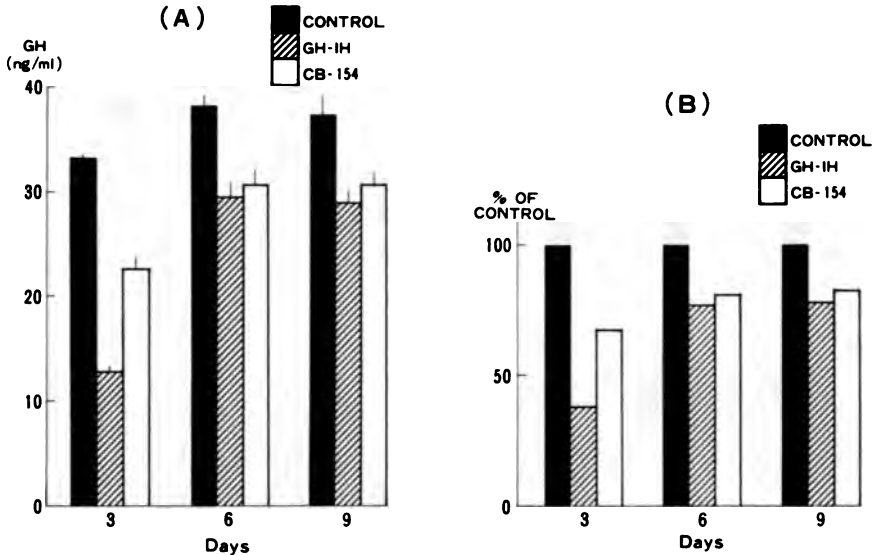 (A)
GH
(ng/ml)
CONTROL
GH-IH
CB-154
40
30
20
10
0
3 6 9
Days
(B)
CONTROL
GH-IH
CB-154
% OF
CONTROL
100
50
0
3 6 9
Days